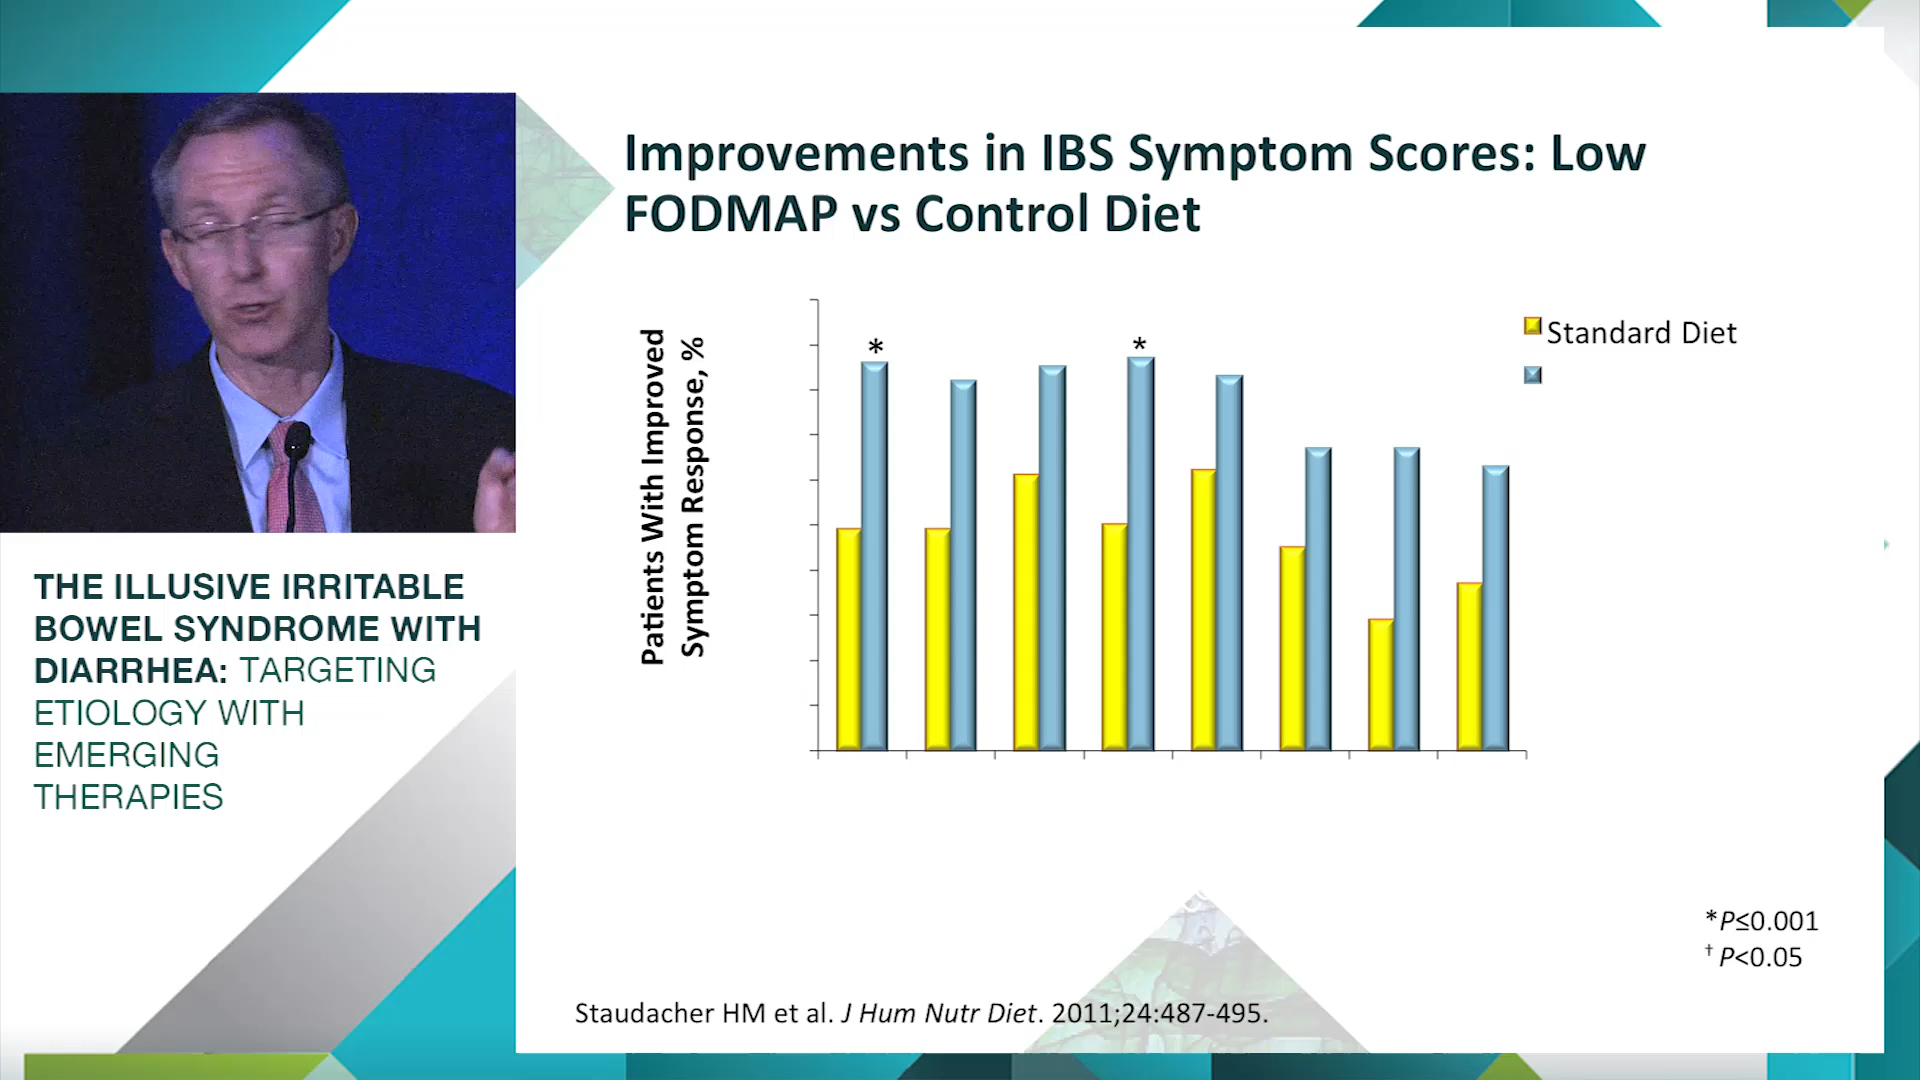 Improvements in IBS Symptom Scores: Low
FODMAP vs Control Diet
Patients With Improved
Symptom Response, %
*
*
Standard Diet
THE ILLUSIVE IRRITABLE
BOWEL SYNDROME WITH
DIARRHEA: TARGETING
ETIOLOGY WITH
EMERGING
THERAPIES
*P≤0.001
† P<0.05
Staudacher HM et al. J Hum Nutr Diet. 2011;24:487-495.